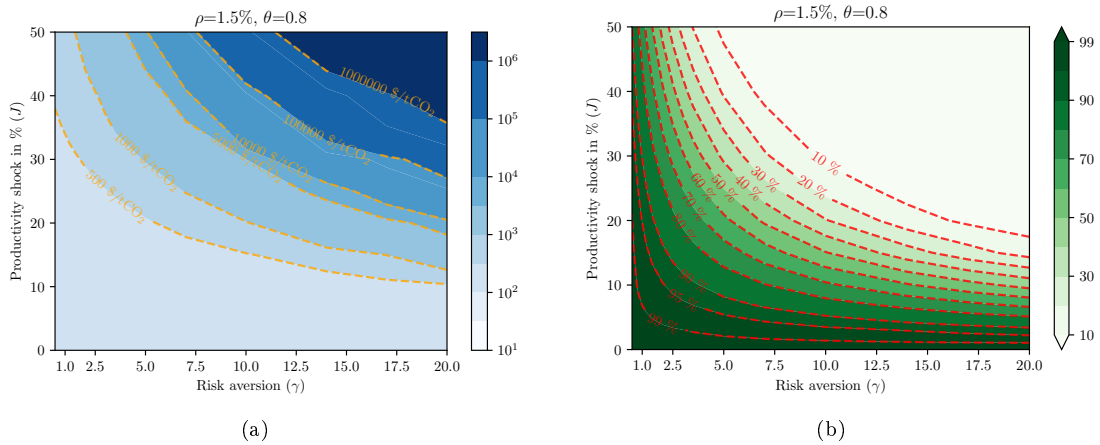 ρ=1.5%, θ=0.8
50
40
30
20
10
0
Productivity shock in % (J)
1000000 $/tCO2
100000 $/tCO2
10000 $/tCO2
1000 $/tCO2
500 $/tCO2
1.0 2.5 5.0 7.5 10.0 12.5 15.0 17.5 20.0
Risk aversion (γ)
10^6
10^5
10^4
10^3
10^2
10^1
(a)
ρ=1.5%, θ=0.8
50
40
30
20
10
0
Productivity shock in % (J)
10 %
20 %
30 %
40 %
50 %
60 %
70 %
80 %
95 %
99 %
1.0 2.5 5.0 7.5 10.0 12.5 15.0 17.5 20.0
Risk aversion (γ)
99
90
70
50
30
10
(b)